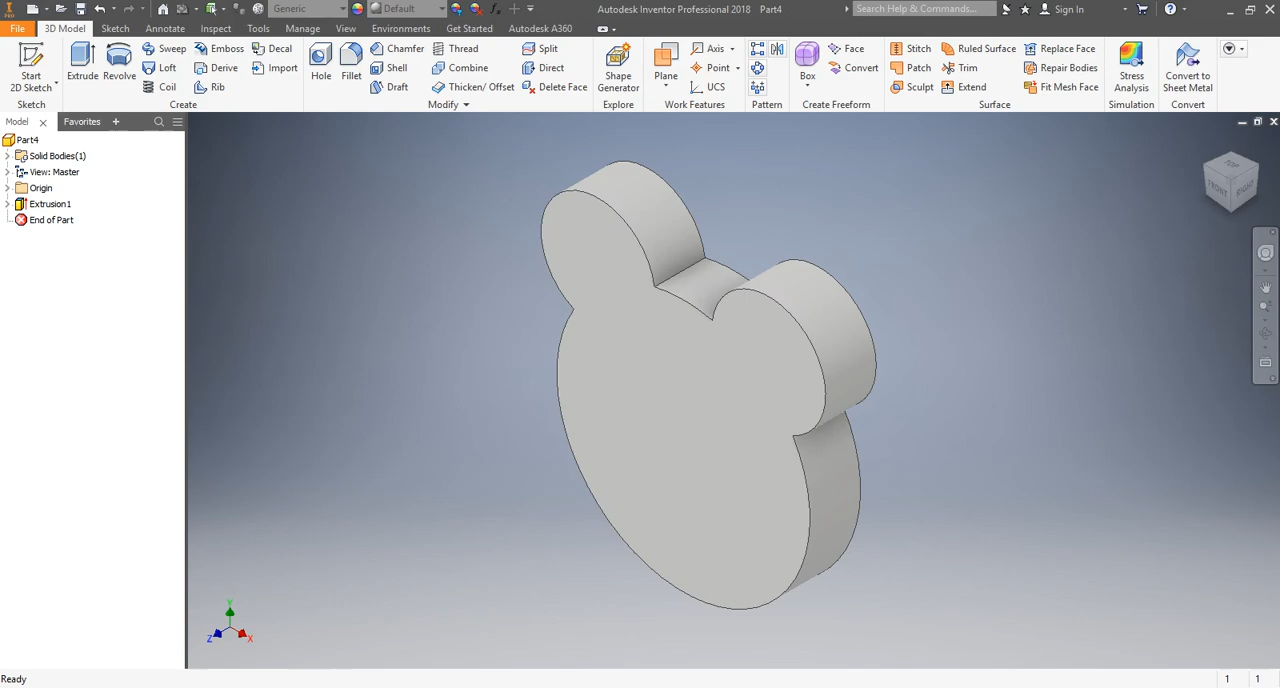 PRO Generic Default Autodesk Inventor Professional 2018 Part4 Search Help & Commands... Sign In
File 3D Model Sketch Annotate Inspect Tools Manage View Environments Get Started Autodesk A360
Sweep Emboss Decal Chamfer Thread Split Axis Face Stitch Ruled Surface Replace Face
Start 2D Sketch Extrude Revolve Loft Derive Import Hole Fillet Shell Combine Direct Shape Generator Plane Point Box Convert Patch Trim Repair Bodies Stress Analysis Convert to Sheet Metal
Coil Rib Draft Thicken/ Offset Delete Face UCS Sculpt Extend Fit Mesh Face
Sketch Create Modify Explore Work Features Pattern Create Freeform Surface Simulation Convert
Model Favorites
Part4
Solid Bodies(1)
View: Master
Origin
Extrusion1
End of Part
TOP
FRONT RIGHT
Y
Z X
Ready 1 1